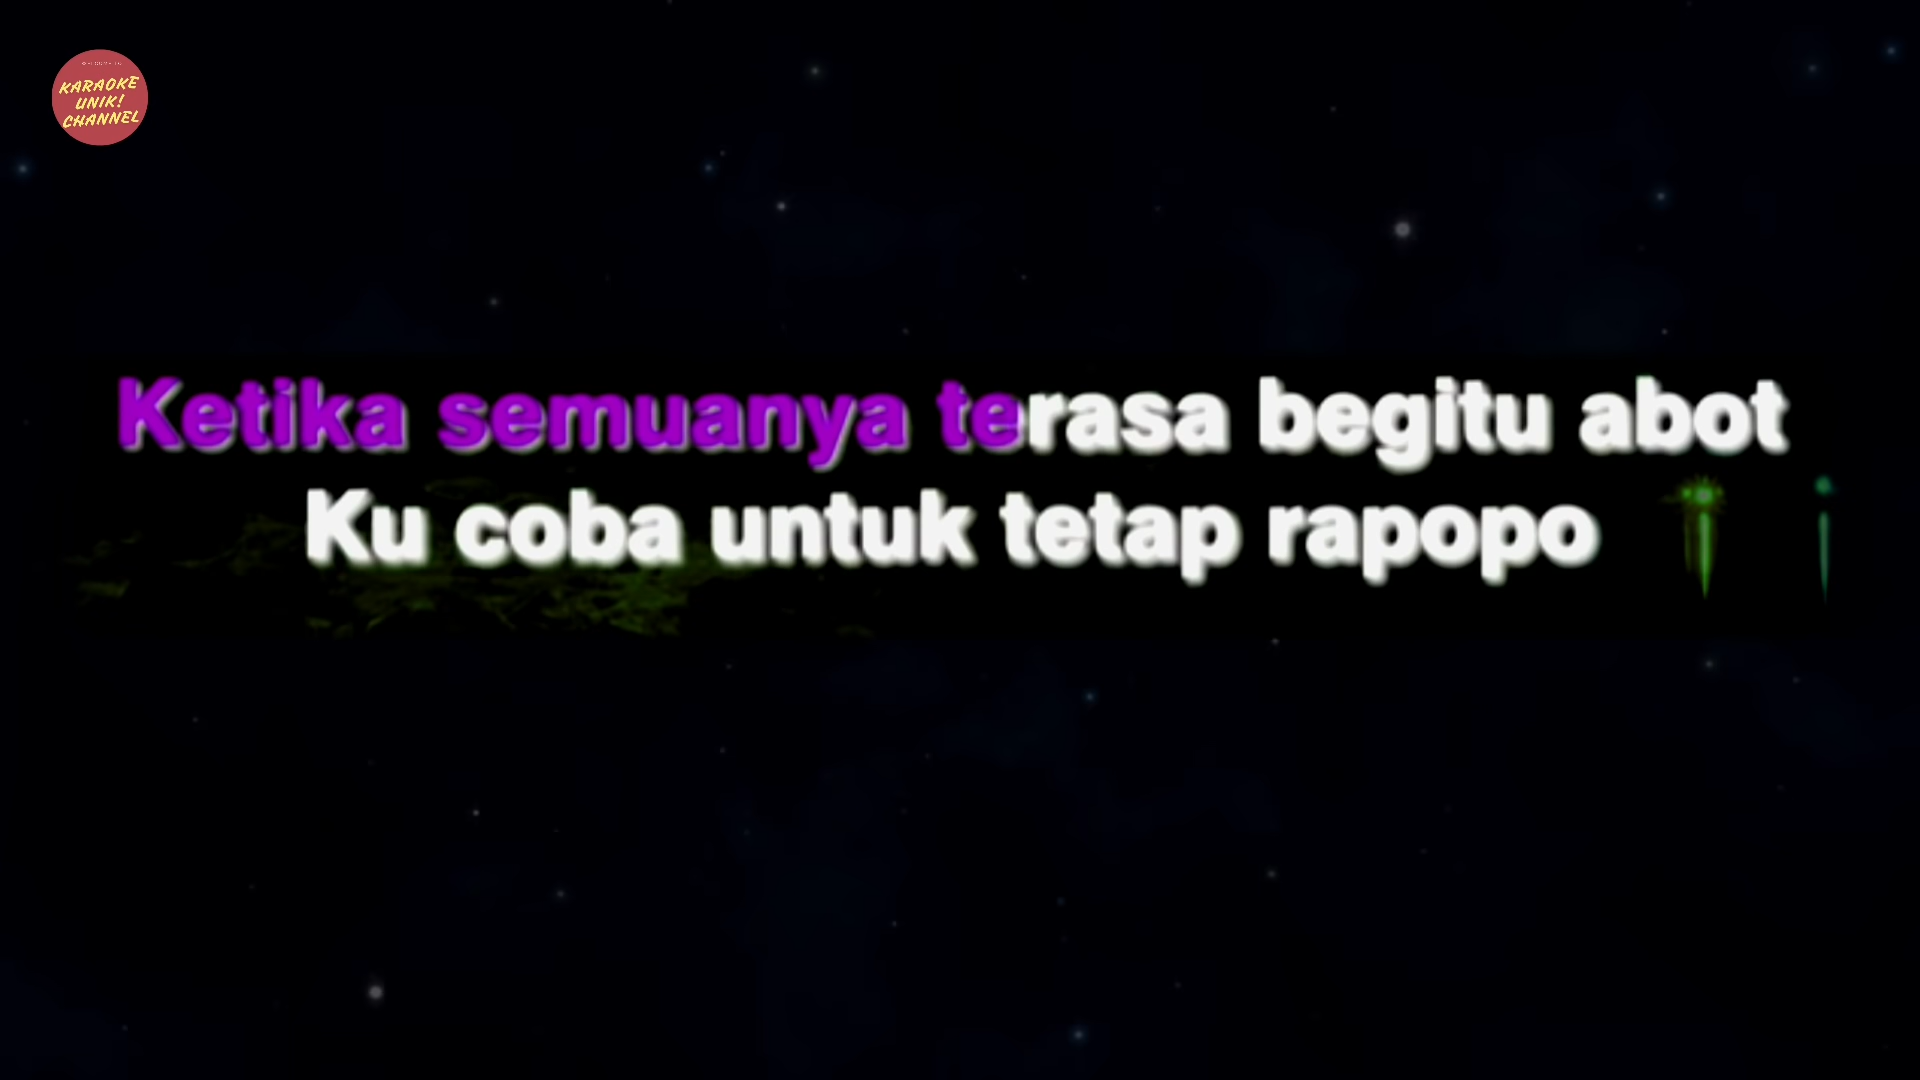 KARAOKE
UNIK!
CHANNEL
Ketika semuanya terasa begitu abot
Ku coba untuk tetap rapopo